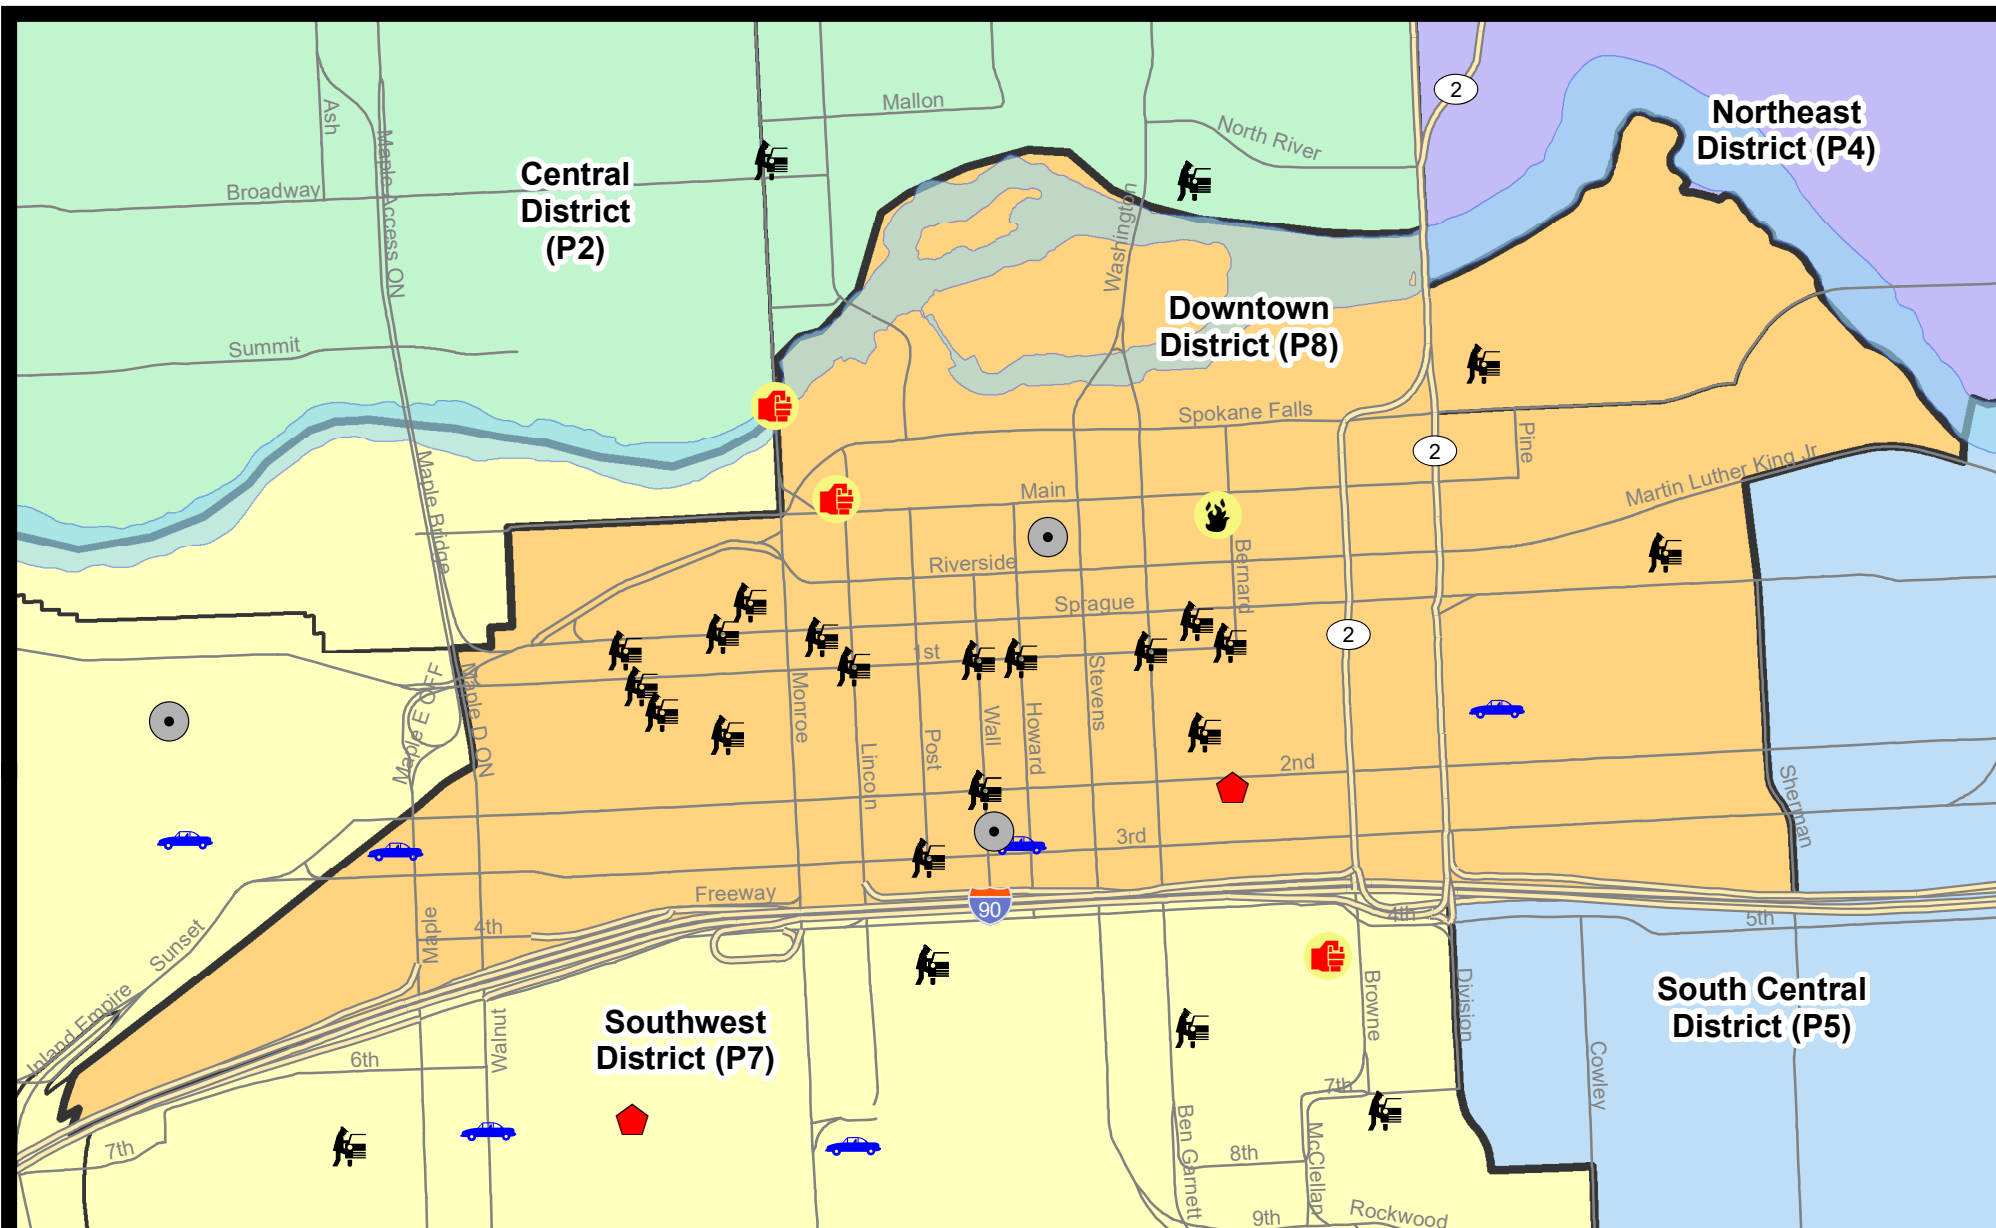 2
Northeast
District (P4)
Mallon
North River
Ash
Maple Access ON
Central
District
(P2)
Broadway
Washington
Downtown
District (P8)
Summit
Spokane Falls
Pine
2
Martin Luther King Jr
Maple Bridge
Main
Riverside
Bernard
Sprague
2
1st
Maple E OFF
Maple D ON
Monroe
Lincoln
Post
Wall
Howard
Stevens
2nd
Sherman
3rd
Freeway
90
4th
4th
5th
Maple
Sunset
Inland Empire
Walnut
Southwest
District (P7)
6th
7th
Browne
Division
South Central
District (P5)
Cowley
7th
Ben Garnett
McClellan
8th
9th
Rockwood